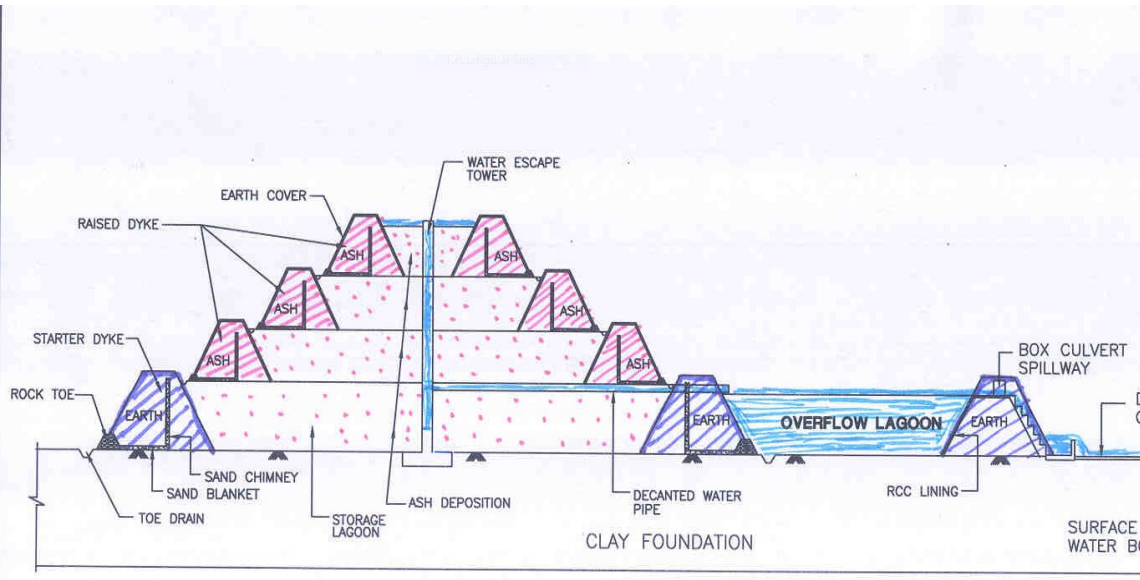 WATER ESCAPE
TOWER
EARTH COVER
RAISED DYKE
ASH
ASH
ASH
ASH
STARTER DYKE
ASH
ASH
BOX CULVERT
SPILLWAY
ROCK TOE
EARTH
EARTH
OVERFLOW LAGOON
EARTH
SAND CHIMNEY
SAND BLANKET
TOE DRAIN
STORAGE
LAGOON
ASH DEPOSITION
DECANTED WATER
PIPE
RCC LINING
CLAY FOUNDATION
SURFACE
WATER